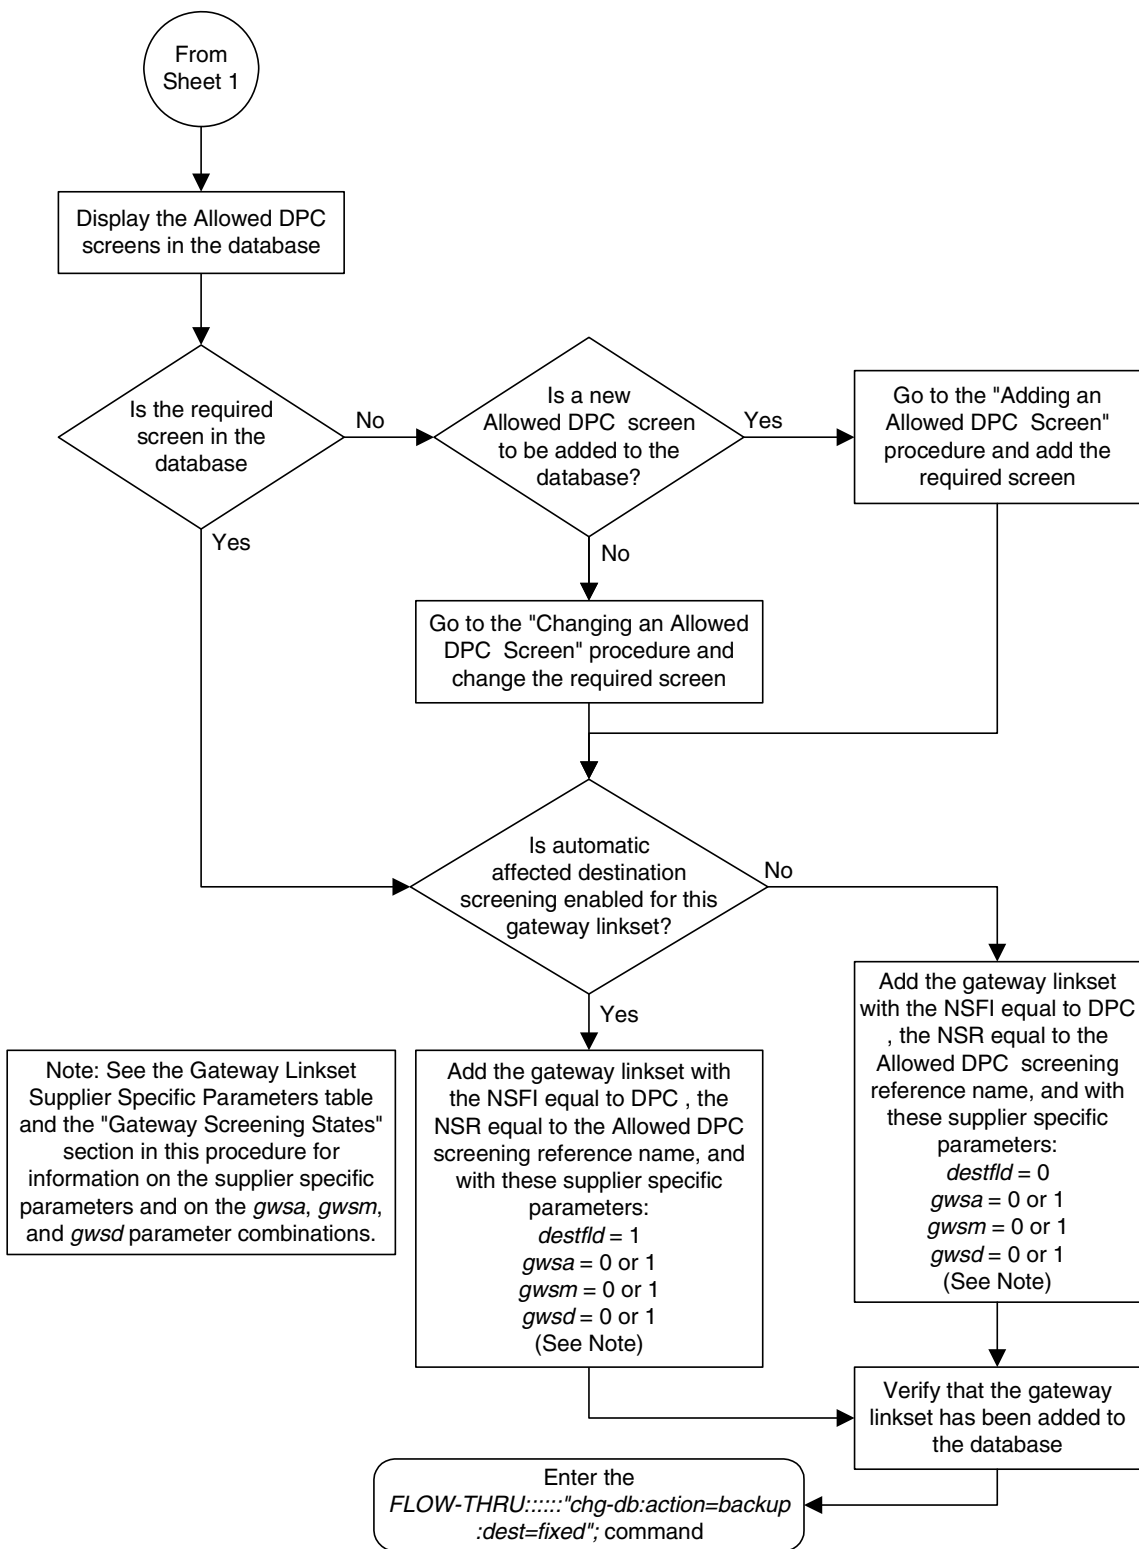 From
Sheet 1
Display the Allowed DPC
screens in the database
Is the required
screen in the
database
No
Yes
Is a new
Allowed DPC screen
to be added to the
database?
Yes
No
Go to the "Adding an
Allowed DPC Screen"
procedure and add the
required screen
Go to the "Changing an Allowed
DPC Screen" procedure and
change the required screen
Is automatic
affected destination
screening enabled for this
gateway linkset?
No
Yes
Note: See the Gateway Linkset
Supplier Specific Parameters table
and the "Gateway Screening States"
section in this procedure for
information on the supplier specific
parameters and on the gwsa, gwsm,
and gwsd parameter combinations.
Add the gateway linkset with
the NSFI equal to DPC , the
NSR equal to the Allowed DPC
screening reference name, and
with these supplier specific
parameters:
destfld = 1
gwsa = 0 or 1
gwsm = 0 or 1
gwsd = 0 or 1
(See Note)
Add the gateway linkset
with the NSFI equal to DPC
, the NSR equal to the
Allowed DPC screening
reference name, and with
these supplier specific
parameters:
destfld = 0
gwsa = 0 or 1
gwsm = 0 or 1
gwsd = 0 or 1
(See Note)
Verify that the gateway
linkset has been added to
the database
Enter the
FLOW-THRU::::::"chg-db:action=backup
:dest=fixed"; command